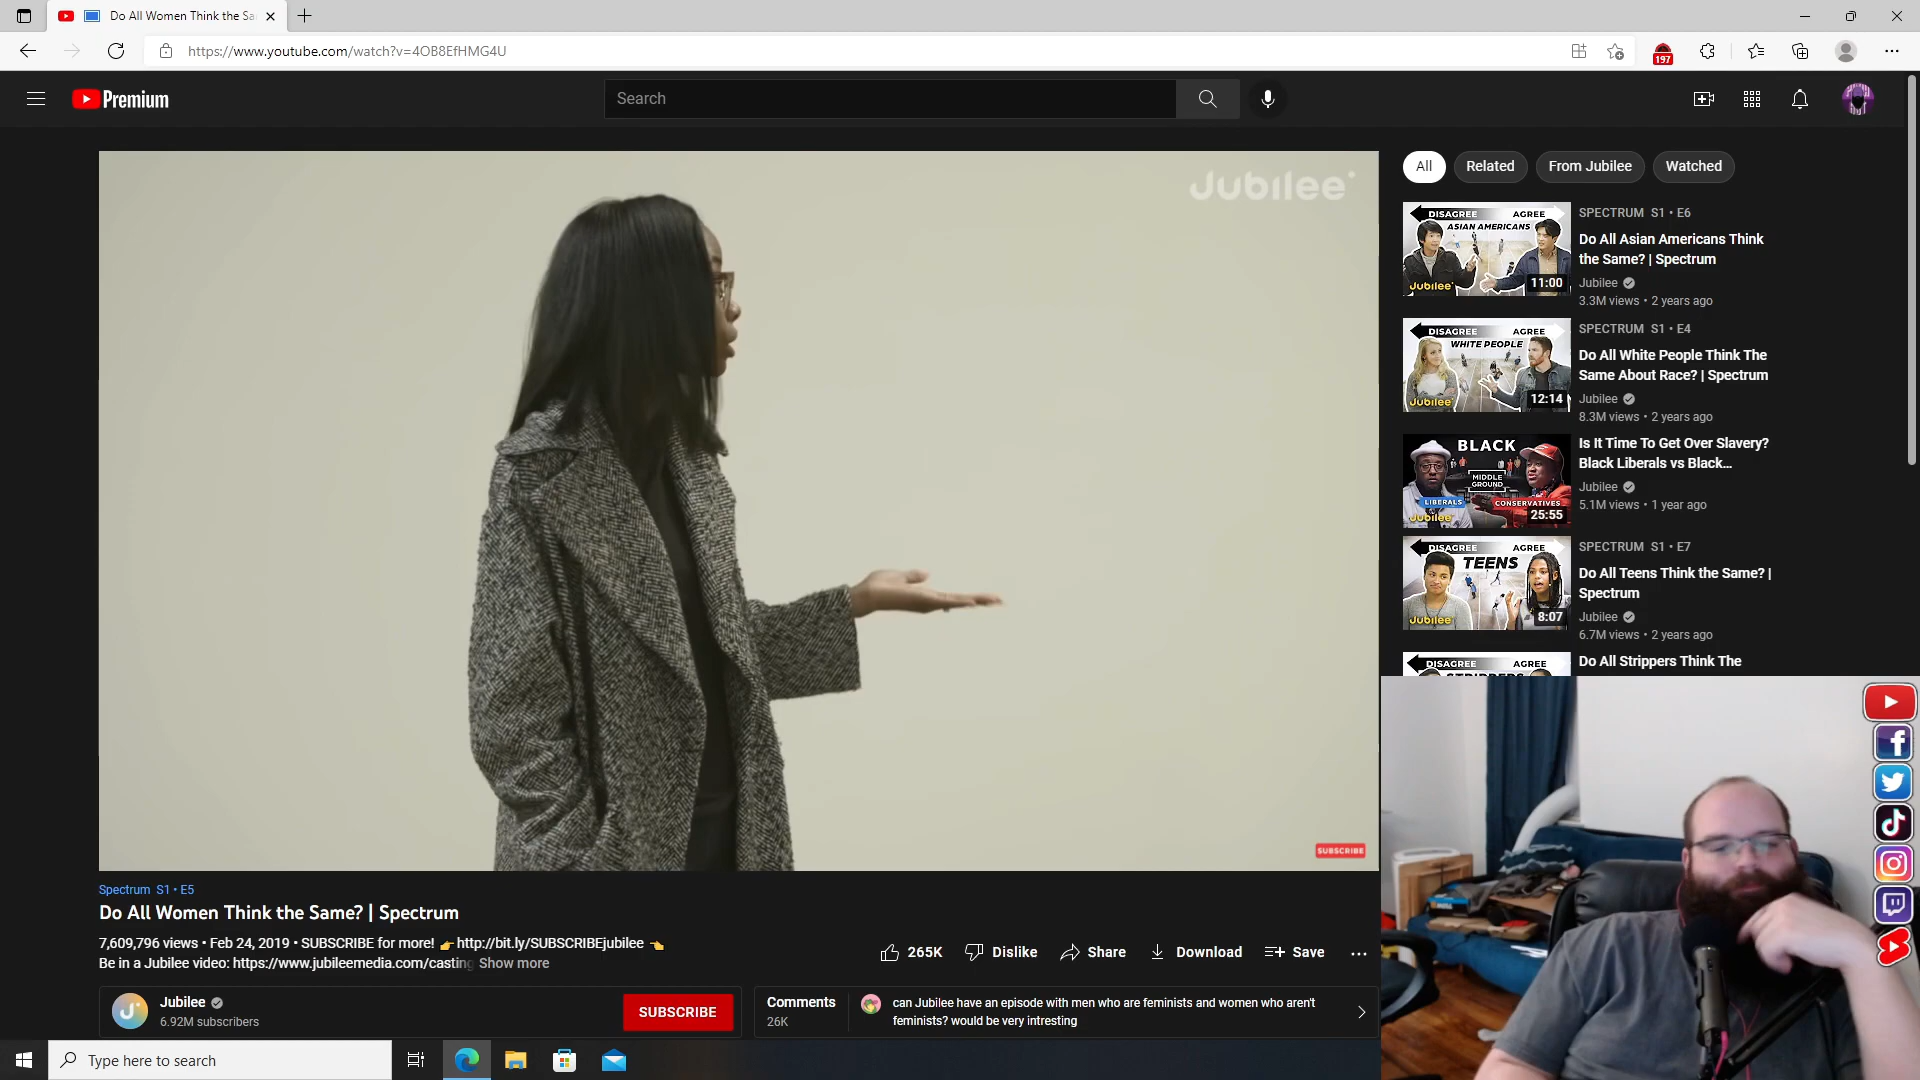 Do All Women Think the Sa
https://www.youtube.com/watch?v=4OB8EfHMG4U
197
Premium
Search
Jubilee
SUBSCRIBE
All
Related
From Jubilee
Watched
DISAGREE AGREE
ASIAN AMERICANS
Jubilee
11:00
SPECTRUM S1 • E6
Do All Asian Americans Think
the Same? | Spectrum
Jubilee
3.3M views • 2 years ago
DISAGREE AGREE
WHITE PEOPLE
Jubilee
12:14
SPECTRUM S1 • E4
Do All White People Think The
Same About Race? | Spectrum
Jubilee
8.3M views • 2 years ago
BLACK
MIDDLE
GROUND
LIBERALS
CONSERVATIVES
Jubilee
25:55
Is It Time To Get Over Slavery?
Black Liberals vs Black...
Jubilee
5.1M views • 1 year ago
DISAGREE AGREE
TEENS
Jubilee
8:07
SPECTRUM S1 • E7
Do All Teens Think the Same? |
Spectrum
Jubilee
6.7M views • 2 years ago
DISAGREE AGREE
STRIPPERS
Do All Strippers Think The
Spectrum S1 • E5
Do All Women Think the Same? | Spectrum
7,609,796 views • Feb 24, 2019 • SUBSCRIBE for more! 👉 http://bit.ly/SUBSCRIBEjubilee 👈
Be in a Jubilee video: https://www.jubileemedia.com/casting Show more
265K
Dislike
Share
Download
Save
Jubilee
6.92M subscribers
SUBSCRIBE
Comments
26K
can Jubilee have an episode with men who are feminists and women who aren't
feminists? would be very intresting
Type here to search